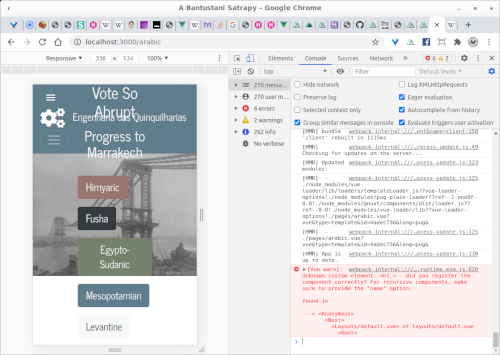 A Bantustani Satrapy - Google Chrome
localhost:3000/arabic
Responsive ▼ 336 × 534 100% ▼
Vote So
Abrupt
Engenharia de Quinquilharias
Progress to
Marrakech
Himyaric
Fusha
Egypto-
Sudanic
Mesopotamian
Levantine
Elements Console Sources 6 2
top Filter Default levels ▼
270 messa...
270 user m...
6 errors
2 warnings
262 info
No verbose
Hide network Log XMLHttpRequests
Preserve log Eager evaluation
Selected context only Autocomplete from history
Group similar messages in console Evaluate triggers user activation
[HMR] bundle webpack-internal:///…ent&name=client:250
'client' rebuilt in 1115ms
[HMR] webpack-internal:///…ocess-update.js:49
Checking for updates on the server...
[HMR] Updated webpack-internal:///…ocess-update.js:123
modules:
[HMR] - webpack-internal:///…ocess-update.js:125
./node_modules/vue-
loader/lib/loaders/templateLoader.js??vue-loader-
options!./node_modules/pug-plain-loader??ref--1-oneOf-
0-0!./node_modules/@nuxt/components/dist/loader.js??
ref--0-0!./node_modules/vue-loader/lib??vue-loader-
options!./pages/arabic.vue?
vue&type=template&id=4adec736&lang=pug&
[HMR] - webpack-internal:///…ocess-update.js:125
./pages/arabic.vue?
vue&type=template&id=4adec736&lang=pug&
[HMR] App is webpack-internal:///…ocess-update.js:130
up to date.
[Vue warn]: webpack-internal:///….runtime.esm.js:620
Unknown custom element: <h1_> - did you register the
component correctly? For recursive components, make
sure to provide the "name" option.
found in
---> <Anonymous>
<Nuxt>
<Layouts/default.vue> at layouts/default.vue
<Root>